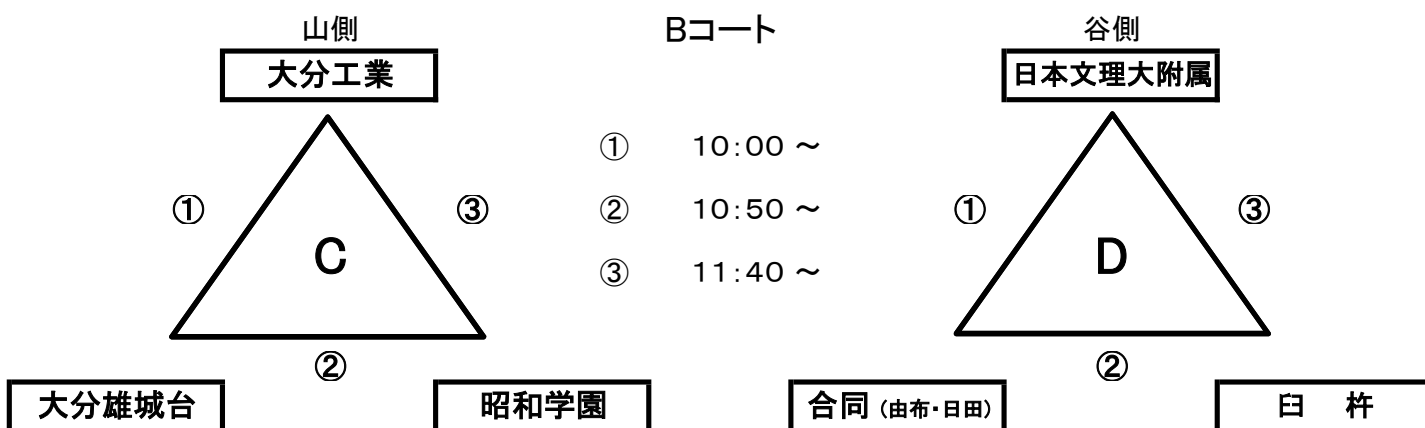 山側 Bコート 谷側
大分工業 日本文理大附属
① 10:00 ～
① ③ ② 10:50 ～ ① ③
C ③ 11:40 ～ D
② ②
大分雄城台 昭和学園 合同(由布・日田) 臼 杵